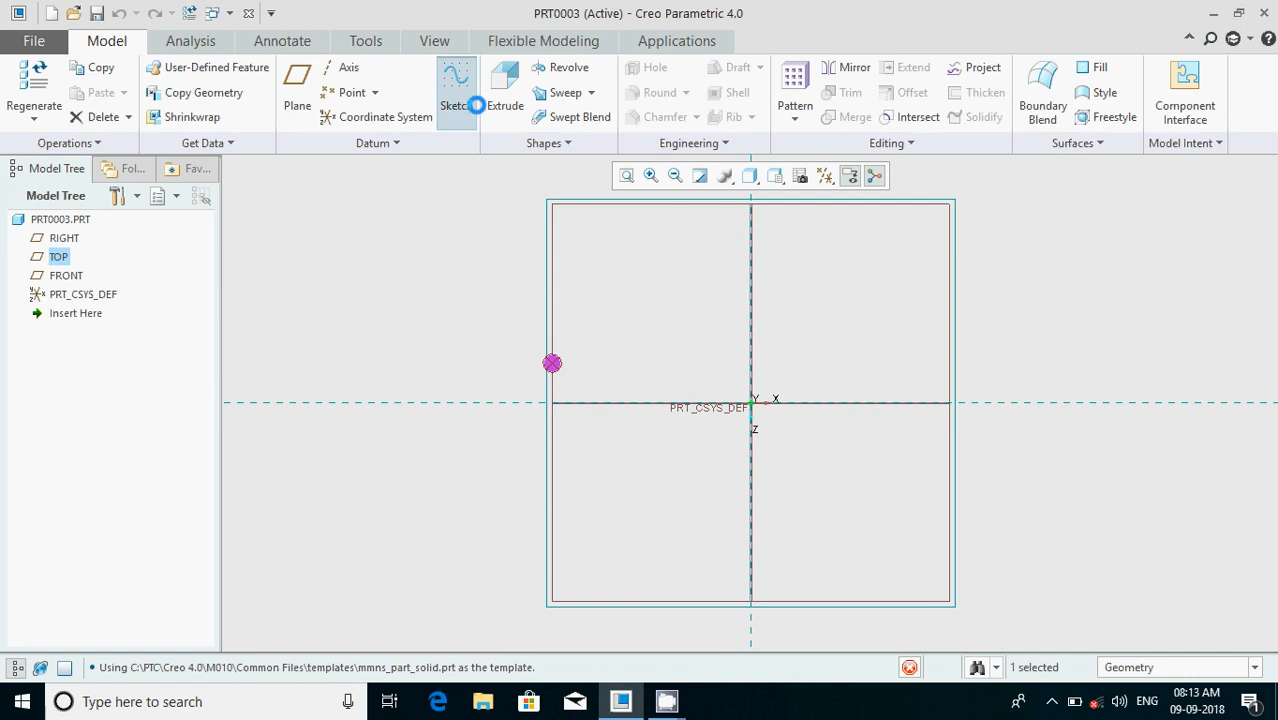 PRT0003 (Active) - Creo Parametric 4.0
File
Model
Analysis
Annotate
Tools
View
Flexible Modeling
Applications
Regenerate
Copy
Paste
Delete
Operations
User-Defined Feature
Copy Geometry
Shrinkwrap
Get Data
Plane
Axis
Point
Coordinate System
Datum
Extrude
Revolve
Sweep
Swept Blend
Shapes
Hole
Round
Chamfer
Draft
Shell
Rib
Engineering
Pattern
Mirror
Trim
Merge
Extend
Offset
Intersect
Project
Thicken
Solidify
Editing
Boundary
Blend
Fill
Style
Freestyle
Surfaces
Component
Interface
Model Intent
Model Tree
Fol...
Fav...
Model Tree
PRT0003.PRT
RIGHT
TOP
FRONT
PRT_CSYS_DEF
Insert Here
PRT_CSYS_DEF
Y
X
Z
Using C:\PTC\Creo 4.0\M010\Common Files\templates\mmns_part_solid.prt as the template.
1 selected
Geometry
Type here to search
ENG
08:13 AM
09-09-2018
1